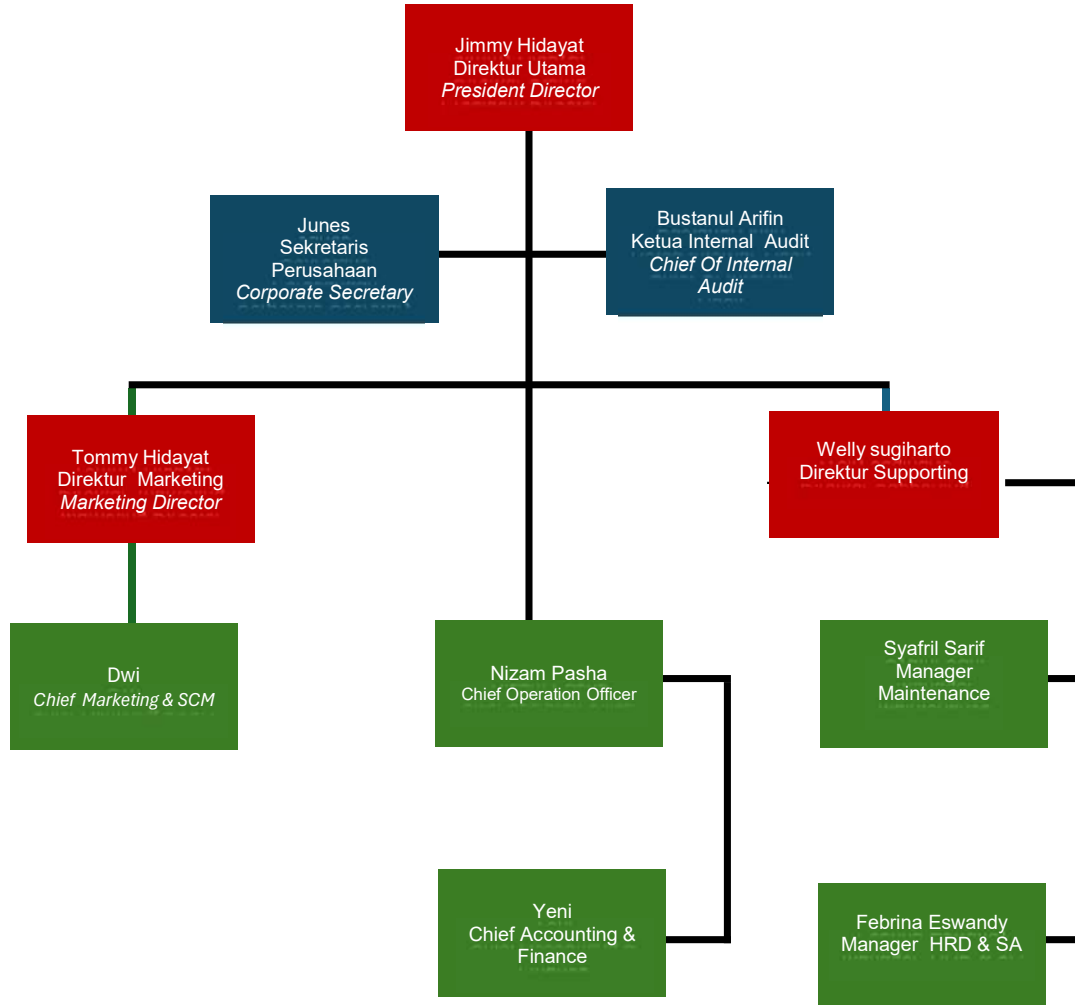 Jimmy Hidayat
Direktur Utama
President Director
Junes
Sekretaris
Perusahaan
Corporate Secretary
Bustanul Arifin
Ketua Internal Audit
Chief Of Internal
Audit
Tommy Hidayat
Direktur Marketing
Marketing Director
Welly sugiharto
Direktur Supporting
Dwi
Chief Marketing & SCM
Nizam Pasha
Chief Operation Officer
Syafril Sarif
Manager
Maintenance
Yeni
Chief Accounting &
Finance
Febrina Eswandy
Manager HRD & SA